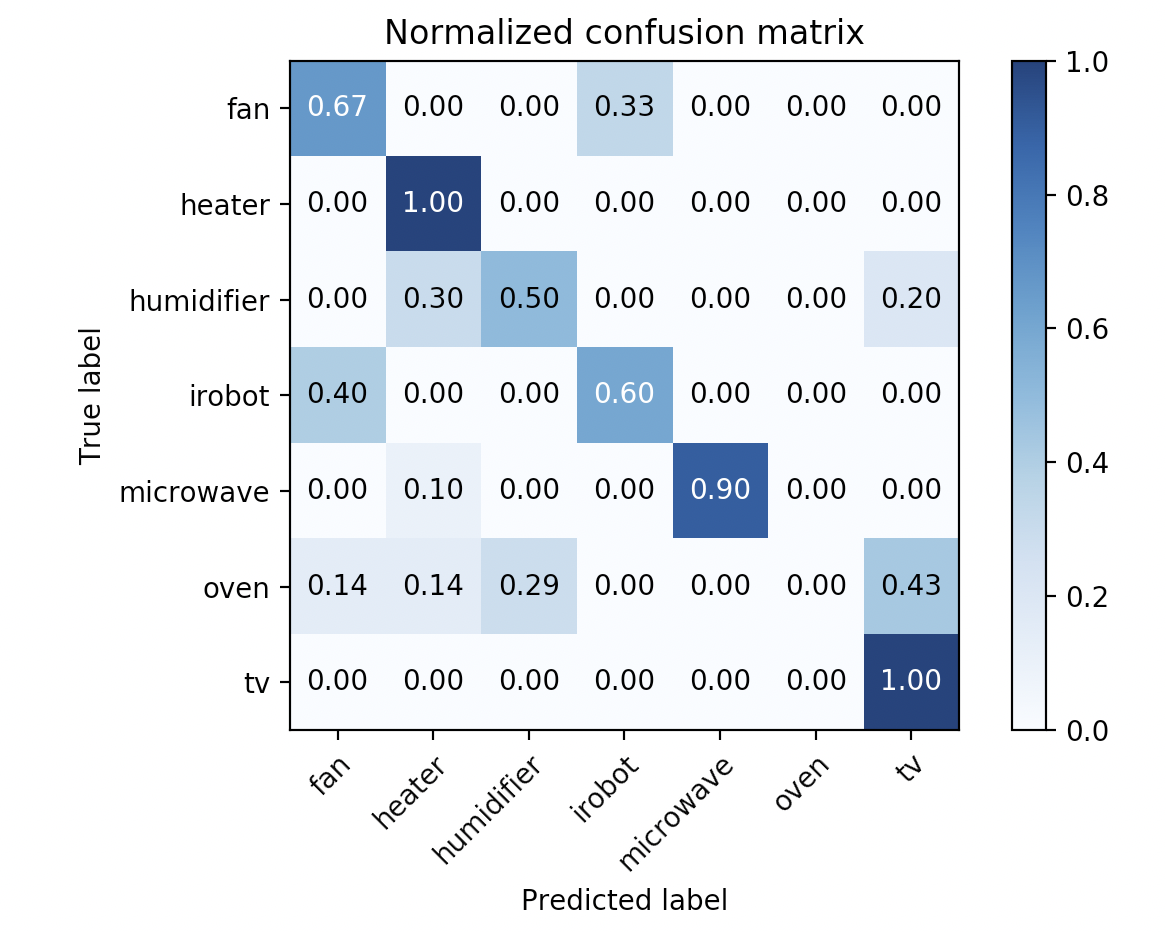 Normalized confusion matrix
fan 0.67 0.00 0.00 0.33 0.00 0.00 0.00
heater 0.00 1.00 0.00 0.00 0.00 0.00 0.00
humidifier 0.00 0.30 0.50 0.00 0.00 0.00 0.20
irobot 0.40 0.00 0.00 0.60 0.00 0.00 0.00
microwave 0.00 0.10 0.00 0.00 0.90 0.00 0.00
oven 0.14 0.14 0.29 0.00 0.00 0.00 0.43
tv 0.00 0.00 0.00 0.00 0.00 0.00 1.00
True label
fan heater humidifier irobot microwave oven tv
Predicted label
1.0
0.8
0.6
0.4
0.2
0.0